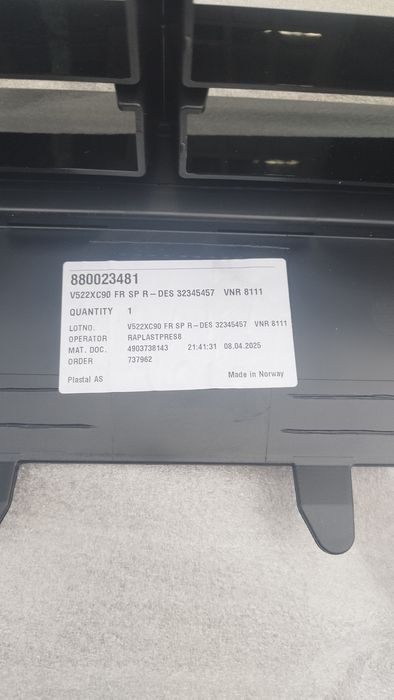 880023481
V522XC90 FR SP R-DES 32345457 VNR 8111
QUANTITY 1
LOTNO. V522XC90 FR SP R-DES 32345457 VNR 8111
OPERATOR RAPLASTPRES8
MAT. DOC. 4903738143 21:41:31 08.04.2025
ORDER 737962
Plastal AS Made in Norway